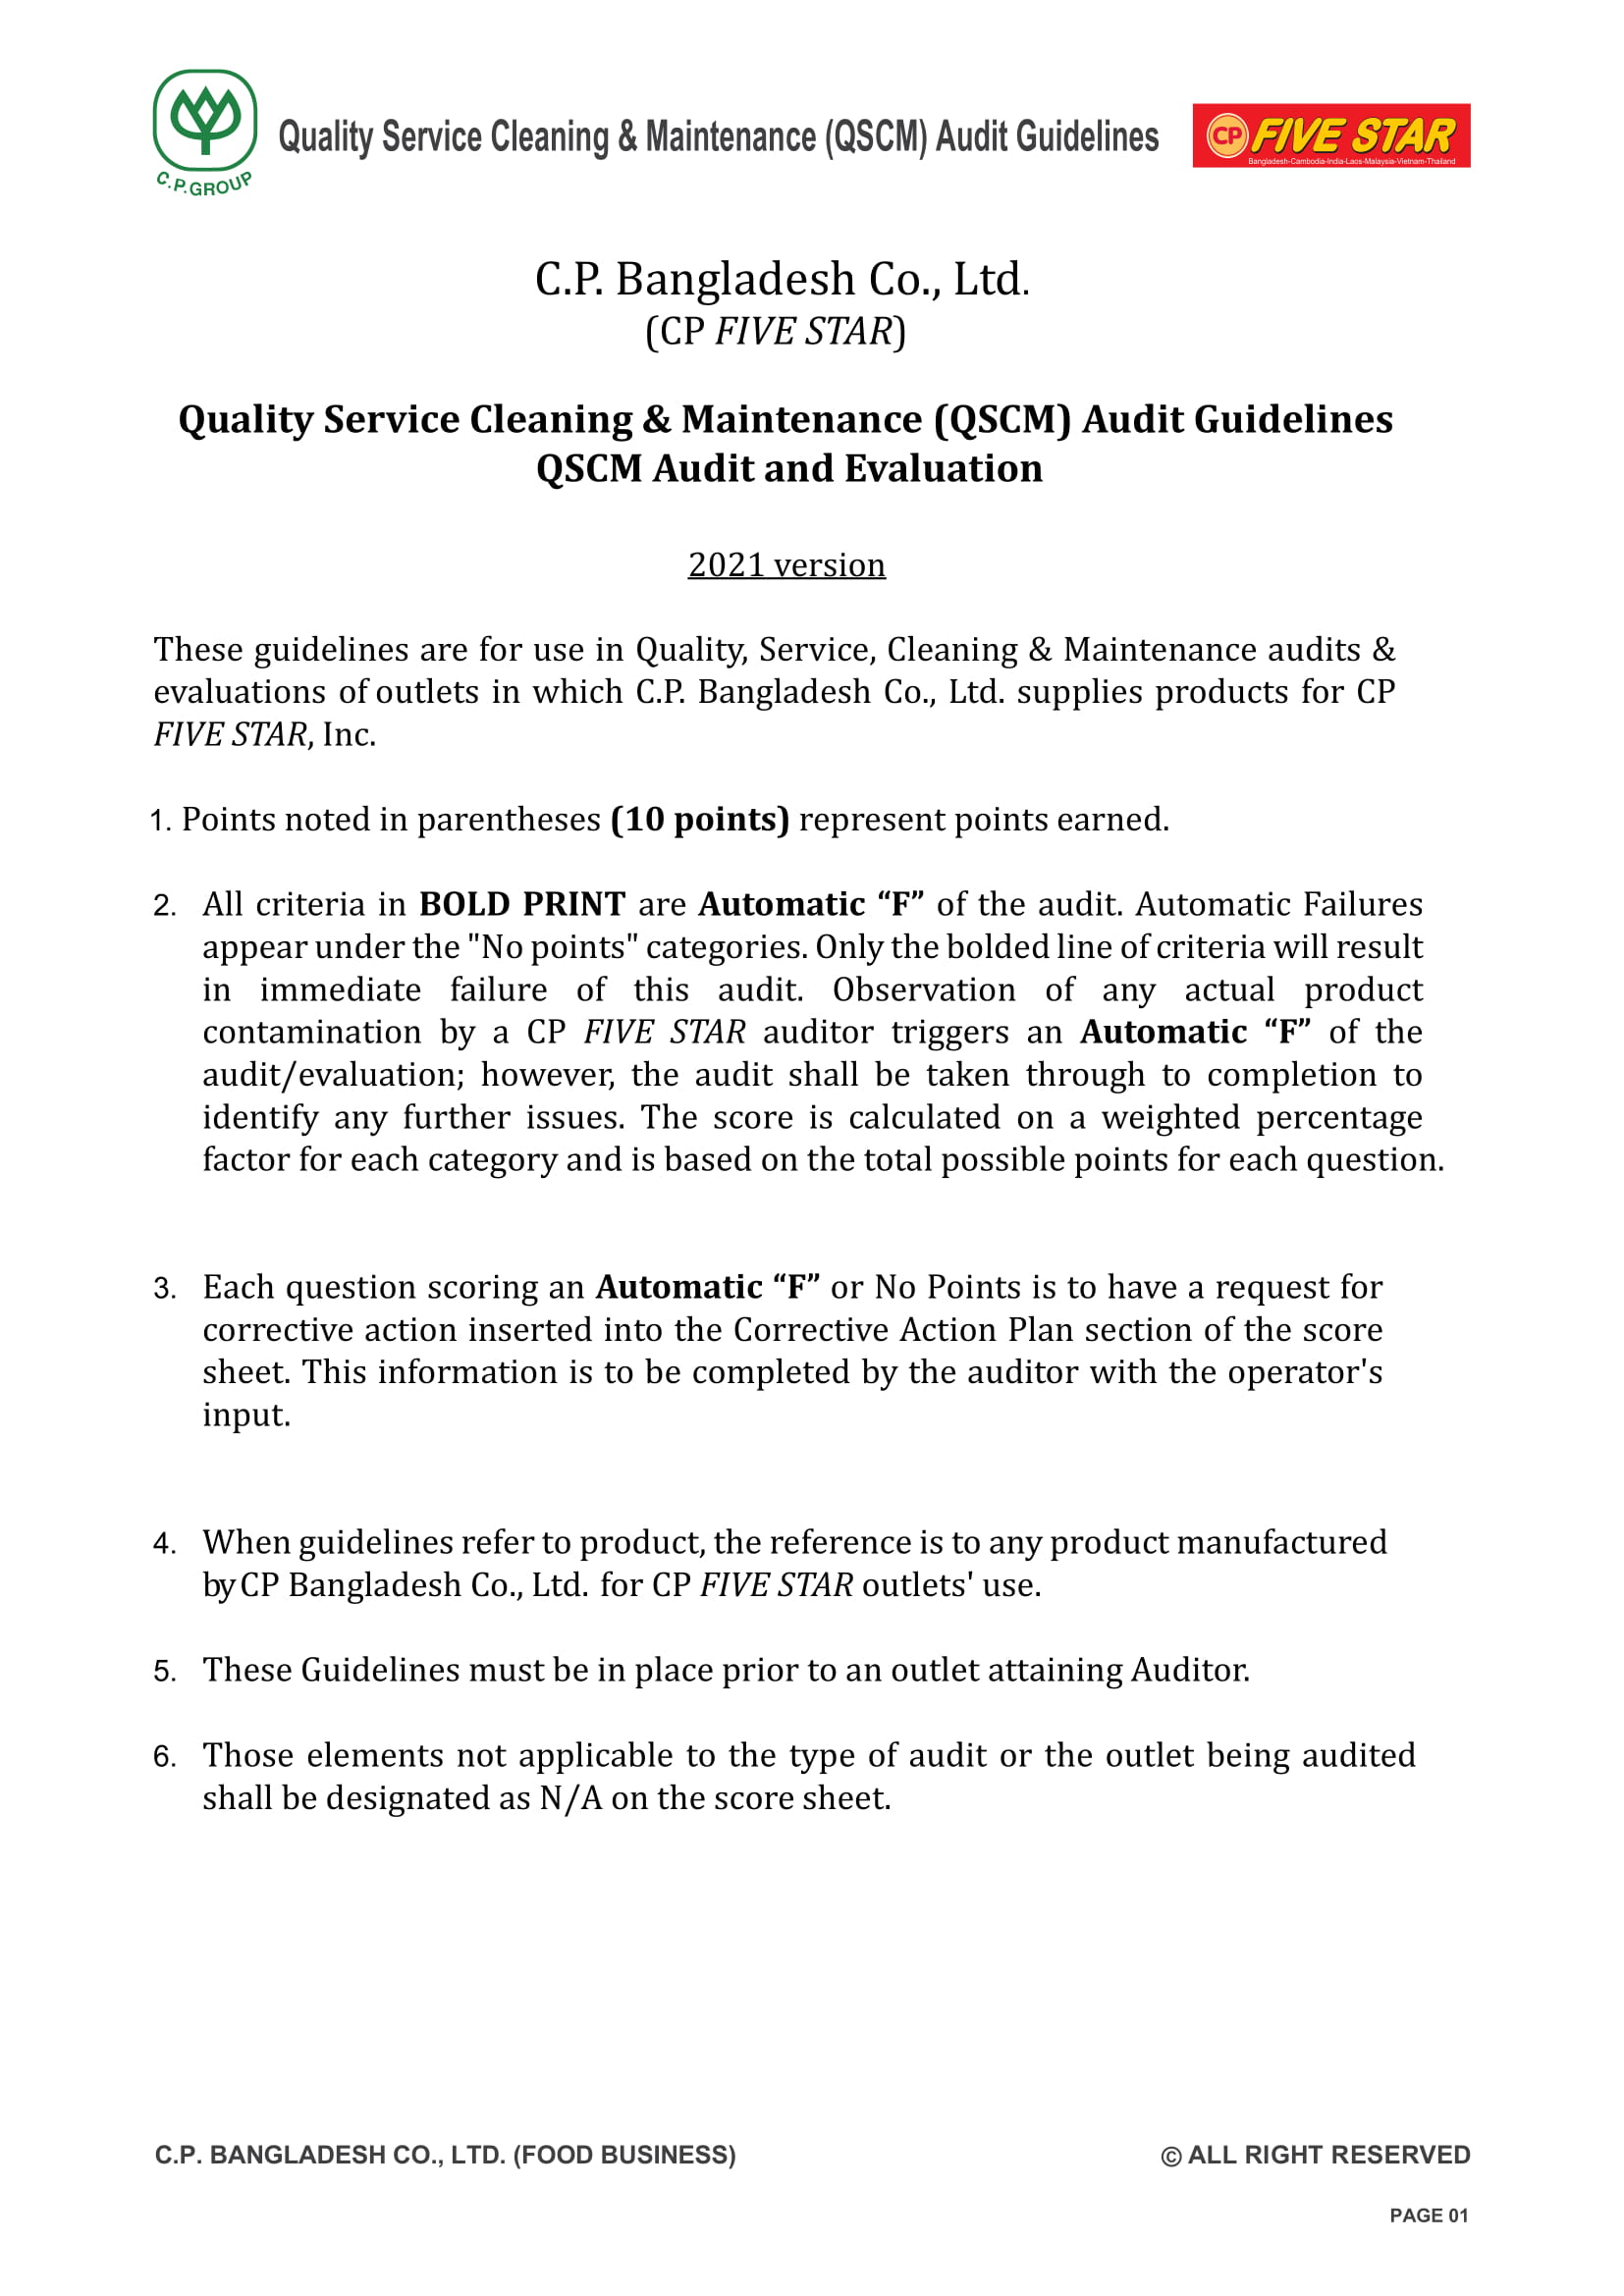 C.P.GROUP
Quality Service Cleaning & Maintenance (QSCM) Audit Guidelines
CP FIVE STAR
Bangladesh-Cambodia-India-Laos-Malaysia-Vietnam-Thailand
C.P. Bangladesh Co., Ltd.
(CP FIVE STAR)
Quality Service Cleaning & Maintenance (QSCM) Audit Guidelines
QSCM Audit and Evaluation
2021 version
These guidelines are for use in Quality, Service, Cleaning & Maintenance audits &
evaluations of outlets in which C.P. Bangladesh Co., Ltd. supplies products for CP
FIVE STAR, Inc.
1. Points noted in parentheses (10 points) represent points earned.
2. All criteria in BOLD PRINT are Automatic “F” of the audit. Automatic Failures
appear under the "No points" categories. Only the bolded line of criteria will result
in immediate failure of this audit. Observation of any actual product
contamination by a CP FIVE STAR auditor triggers an Automatic “F” of the
audit/evaluation; however, the audit shall be taken through to completion to
identify any further issues. The score is calculated on a weighted percentage
factor for each category and is based on the total possible points for each question.
3. Each question scoring an Automatic “F” or No Points is to have a request for
corrective action inserted into the Corrective Action Plan section of the score
sheet. This information is to be completed by the auditor with the operator's
input.
4. When guidelines refer to product, the reference is to any product manufactured
by CP Bangladesh Co., Ltd. for CP FIVE STAR outlets' use.
5. These Guidelines must be in place prior to an outlet attaining Auditor.
6. Those elements not applicable to the type of audit or the outlet being audited
shall be designated as N/A on the score sheet.
C.P. BANGLADESH CO., LTD. (FOOD BUSINESS)
© ALL RIGHT RESERVED
PAGE 01